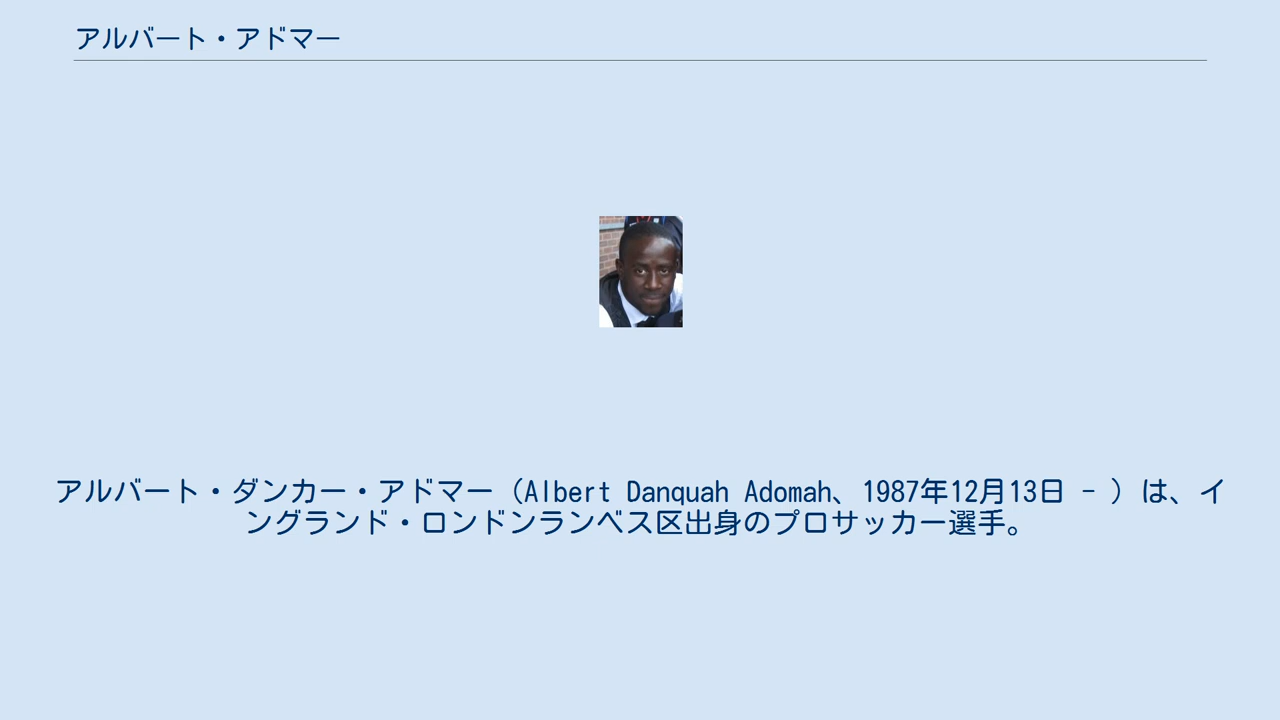 アルバート・アドマー
アルバート・ダンカー・アドマー（Albert Danquah Adomah、1987年12月13日 - ）は、イ
ングランド・ロンドンランベス区出身のプロサッカー選手。